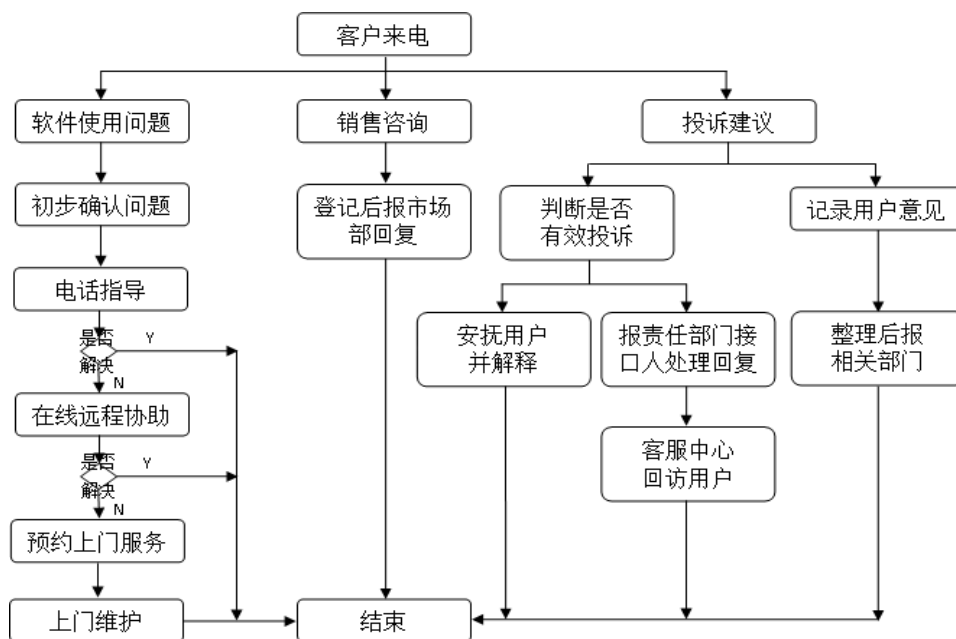 客户来电
软件使用问题
销售咨询
投诉建议
初步确认问题
登记后报市场
部回复
判断是否
有效投诉
记录用户意见
电话指导
安抚用户
并解释
报责任部门接
口人处理回复
整理后报
相关部门
是否
解决
Y
N
在线远程协助
客服中心
回访用户
是否
解决
Y
N
预约上门服务
上门维护
结束